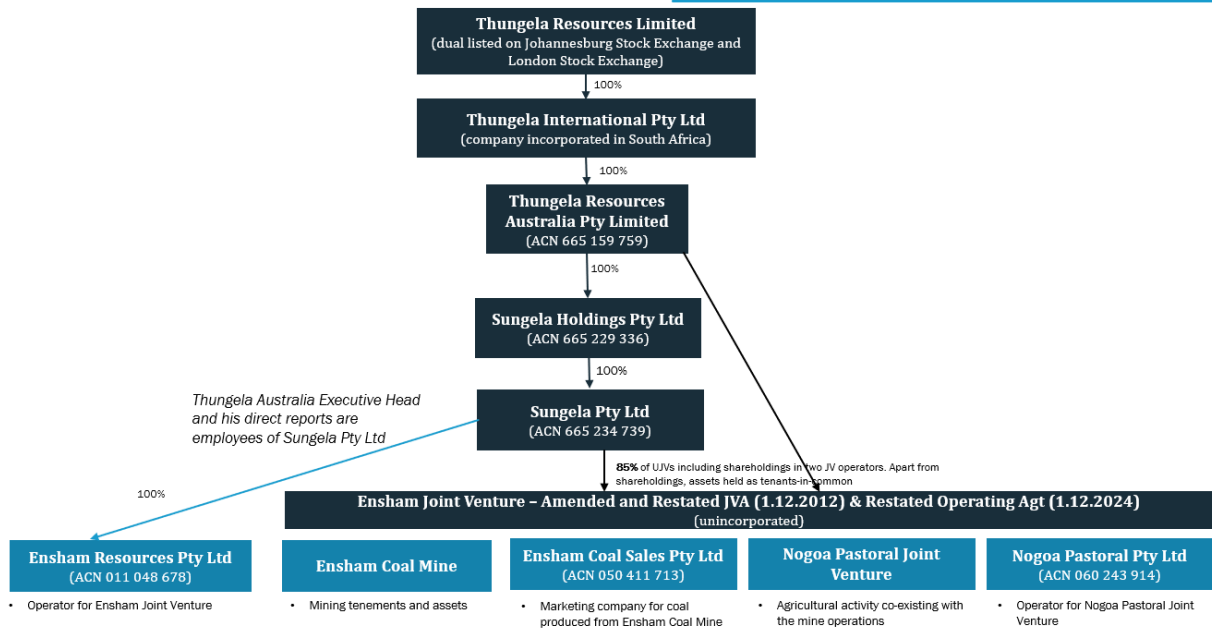 Thungela Resources Limited
(dual listed on Johannesburg Stock Exchange and
London Stock Exchange)
100%
Thungela International Pty Ltd
(company incorporated in South Africa)
100%
Thungela Resources
Australia Pty Limited
(ACN 665 159 759)
100%
Sungela Holdings Pty Ltd
(ACN 665 229 336)
100%
Thungela Australia Executive Head
and his direct reports are
employees of Sungela Pty Ltd
Sungela Pty Ltd
(ACN 665 234 739)
85% of UJVs including shareholdings in two JV operators. Apart from
shareholdings, assets held as tenants-in-common
100%
Ensham Joint Venture – Amended and Restated JVA (1.12.2012) & Restated Operating Agt (1.12.2024)
(unincorporated)
Ensham Resources Pty Ltd
(ACN 011 048 678)
• Operator for Ensham Joint Venture
Ensham Coal Mine
• Mining tenements and assets
Ensham Coal Sales Pty Ltd
(ACN 050 411 713)
• Marketing company for coal
produced from Ensham Coal Mine
Nogoa Pastoral Joint
Venture
• Agricultural activity co-existing with
the mine operations
Nogoa Pastoral Pty Ltd
(ACN 060 243 914)
• Operator for Nogoa Pastoral Joint
Venture